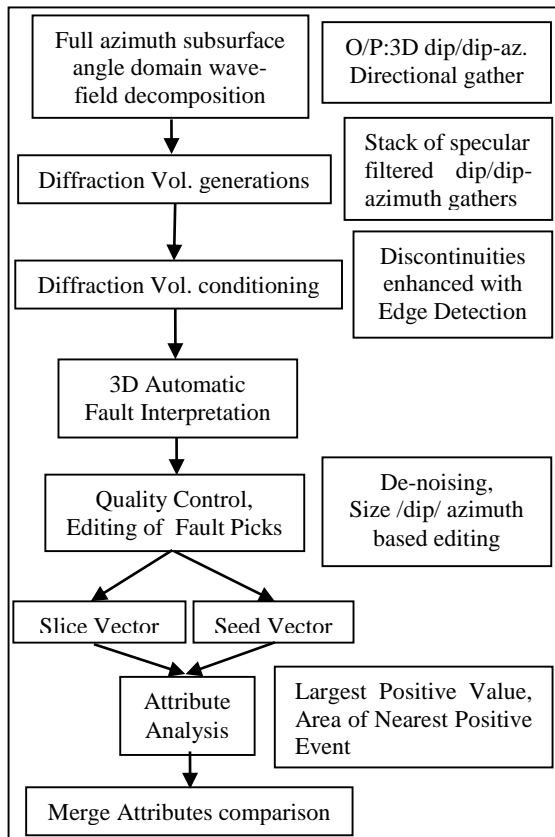 Full azimuth subsurface
angle domain wave-
field decomposition
O/P:3D dip/dip-az.
Directional gather
Diffraction Vol. generations
Stack of specular
filtered dip/dip-
azimuth gathers
Diffraction Vol. conditioning
Discontinuities
enhanced with
Edge Detection
3D Automatic
Fault Interpretation
Quality Control,
Editing of Fault Picks
De-noising,
Size /dip/ azimuth
based editing
Slice Vector
Seed Vector
Attribute
Analysis
Largest Positive Value,
Area of Nearest Positive
Event
Merge Attributes comparison